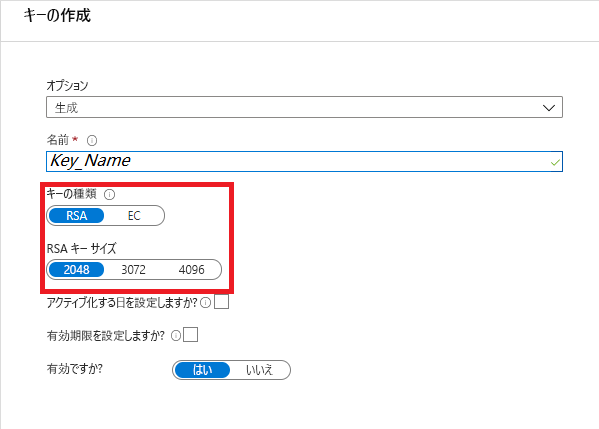 キーの作成
オプション
生成
名前 *
Key_Name
キーの種類
RSA EC
RSA キー サイズ
2048 3072 4096
アクティブ化する日を設定しますか?
有効期限を設定しますか?
有効ですか? はい いいえ